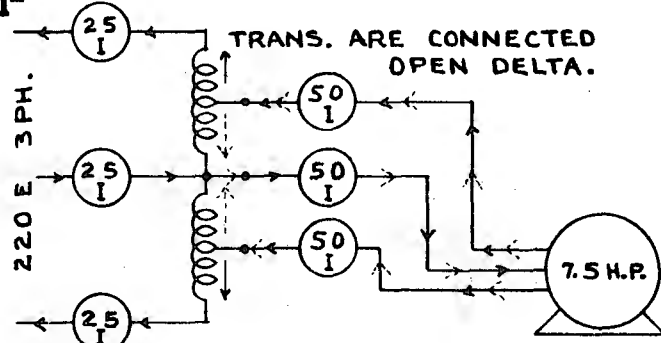 25
I
TRANS. ARE CONNECTED
OPEN DELTA.
50
I
220 E 3PH.
25
I
50
I
50
I
7.5 H.P.
25
I